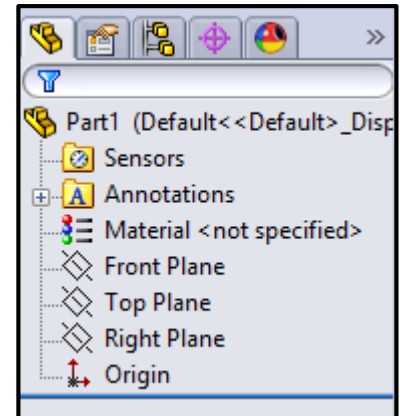 Part1 (Default<<Default>_Disp
Sensors
A Annotations
Material <not specified>
Front Plane
Top Plane
Right Plane
Origin